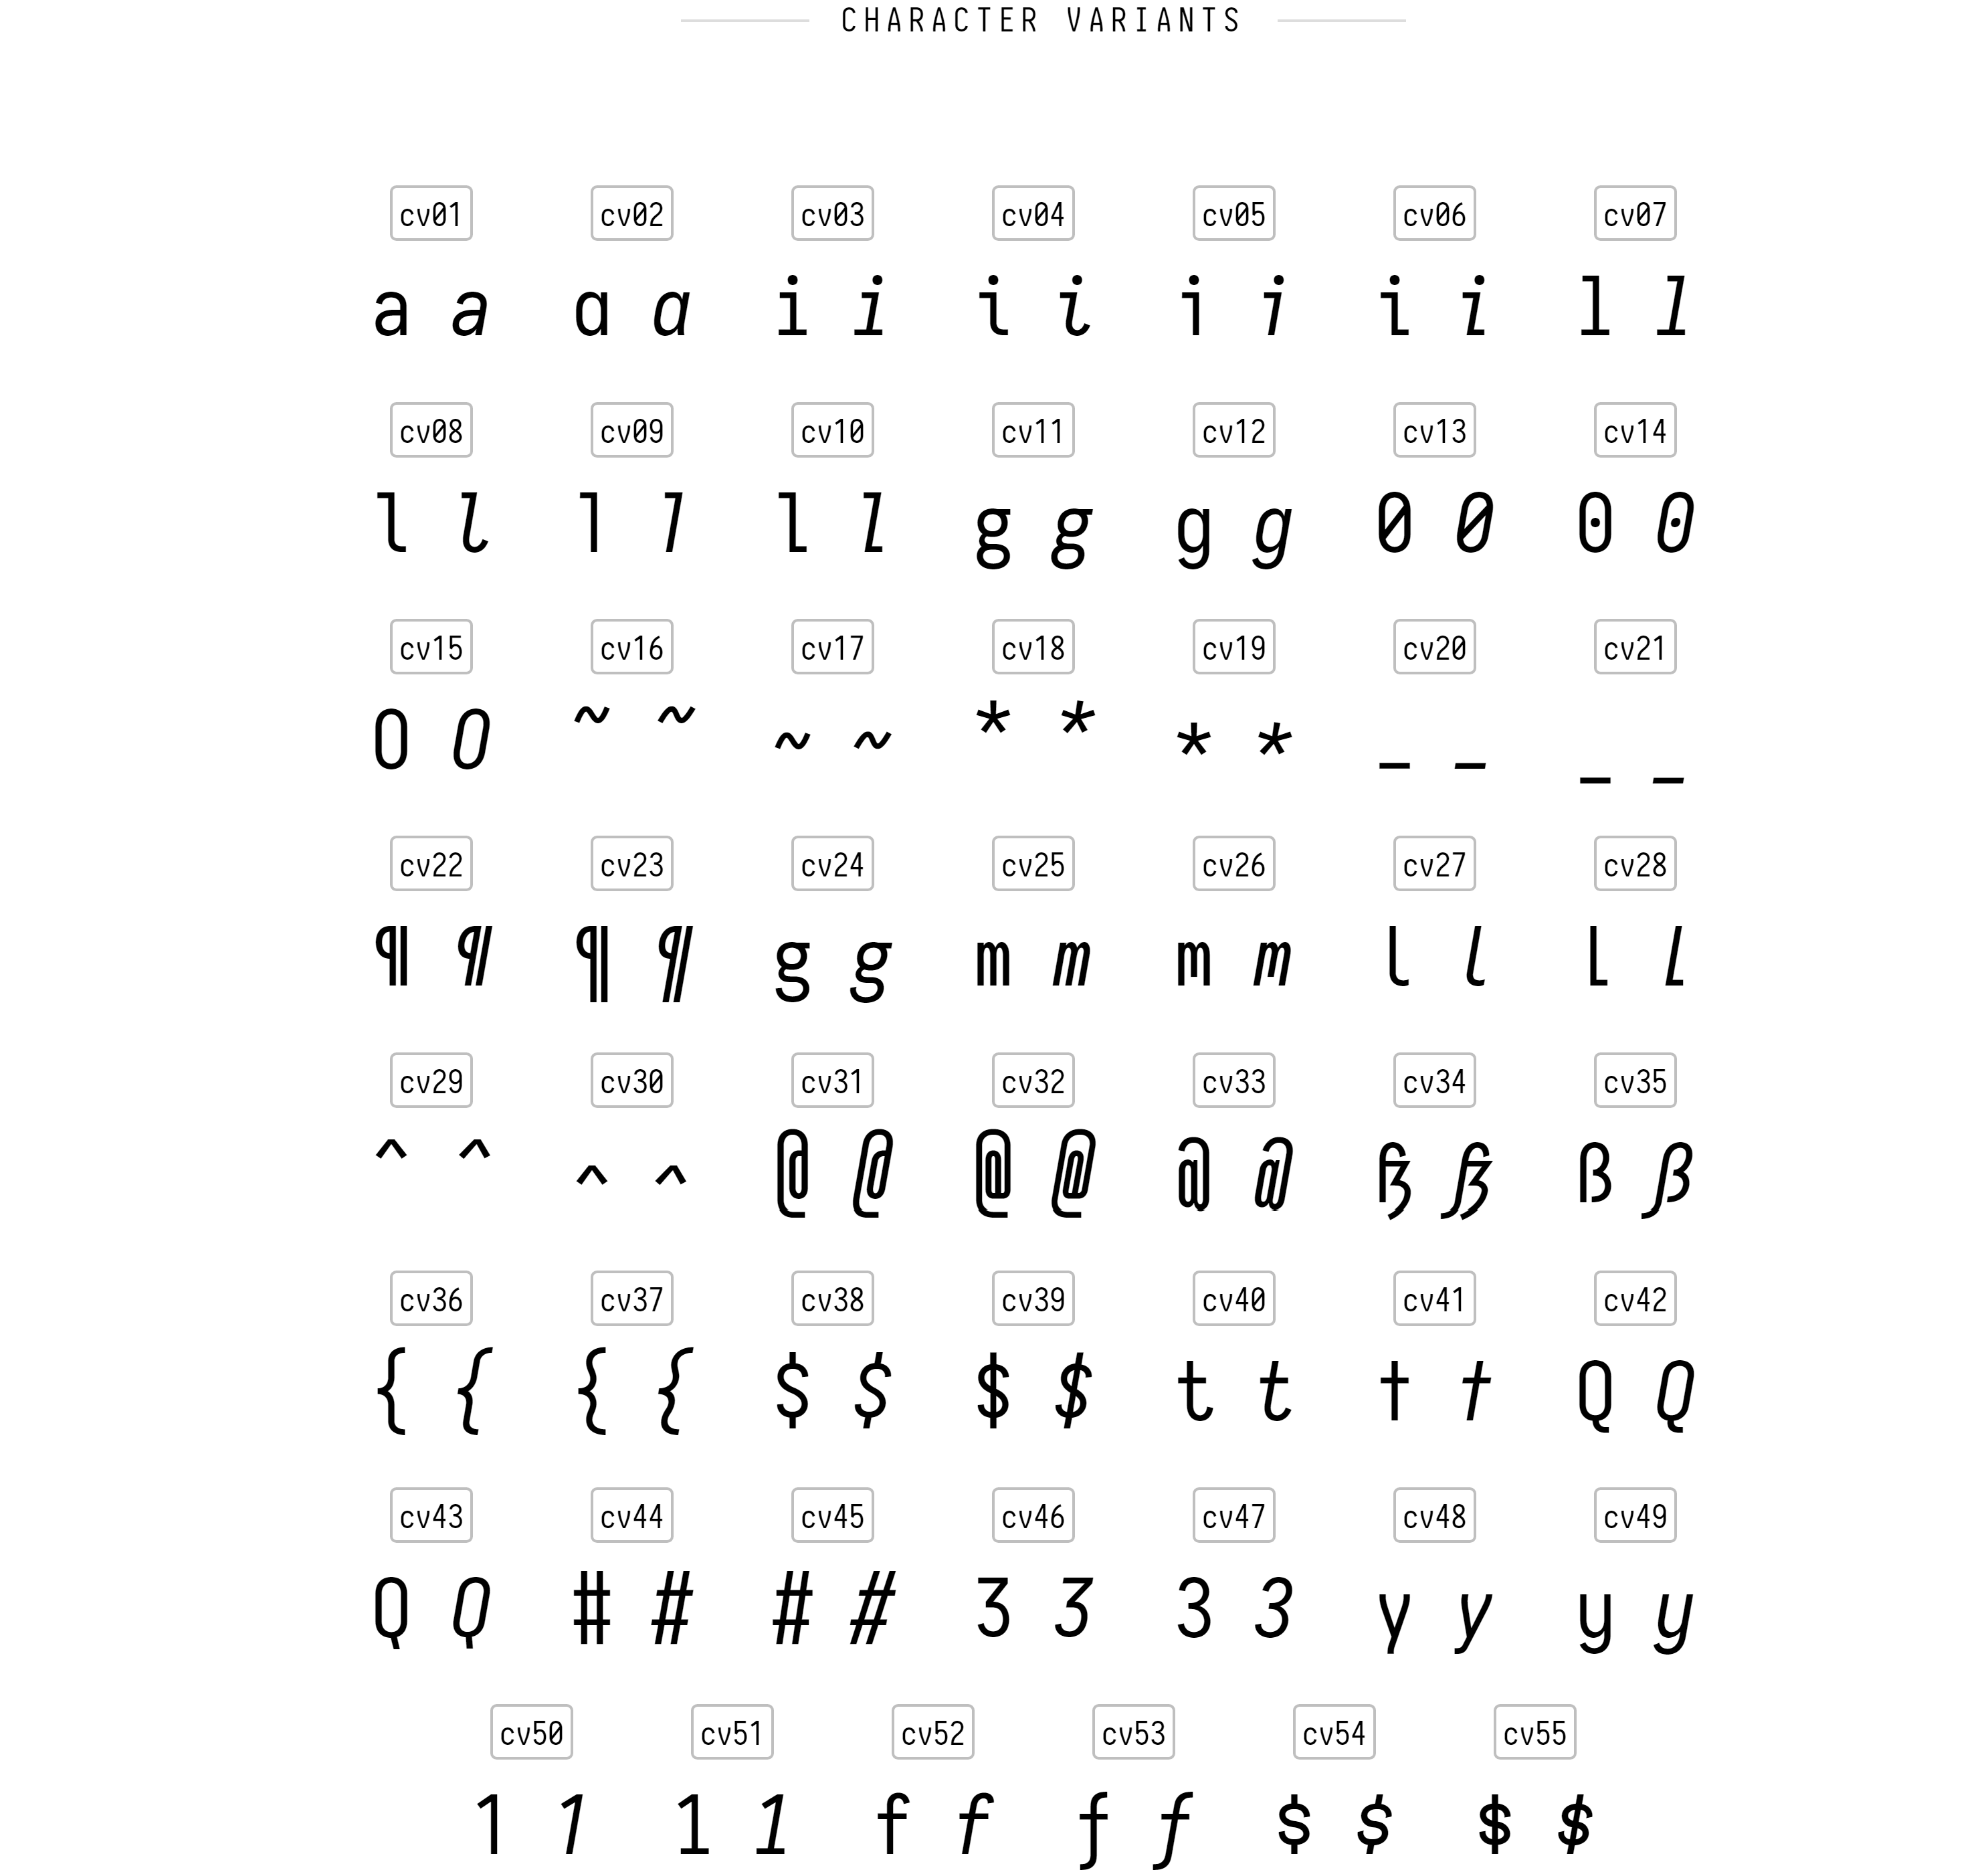 CHARACTER VARIANTS
cv01 cv02 cv03 cv04 cv05 cv06 cv07
a a a a i i i i i i i i l l
cv08 cv09 cv10 cv11 cv12 cv13 cv14
l l l l l l g g g g 0 0 0 0
cv15 cv16 cv17 cv18 cv19 cv20 cv21
0 0 ~ ~ ~ ~ * * * * _ _ _ _
cv22 cv23 cv24 cv25 cv26 cv27 cv28
¶ ¶ ¶ ¶ g g m m m m l l l l
cv29 cv30 cv31 cv32 cv33 cv34 cv35
^ ^ ^ ^ @ @ @ @ @ @ ß ß ß ß
cv36 cv37 cv38 cv39 cv40 cv41 cv42
{ { { { $ $ $ $ t t t t Q Q
cv43 cv44 cv45 cv46 cv47 cv48 cv49
Q Q # # # # 3 3 3 3 y y y y
cv50 cv51 cv52 cv53 cv54 cv55
1 1 1 1 f f f f $ $ $ $